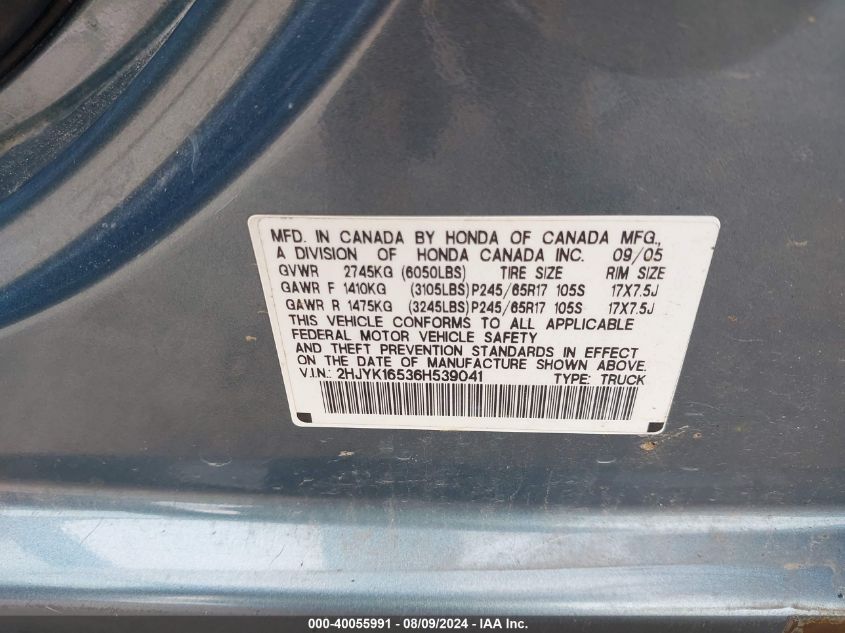 MFD. IN CANADA BY HONDA OF CANADA MFG.,
A DIVISION OF HONDA CANADA INC. 09/05
GVWR 2745KG (6050LBS) TIRE SIZE RIM SIZE
GAWR F 1410KG (3105LBS) P245/65R17 105S 17X7.5J
GAWR R 1475KG (3245LBS) P245/65R17 105S 17X7.5J
THIS VEHICLE CONFORMS TO ALL APPLICABLE
FEDERAL MOTOR VEHICLE SAFETY
AND THEFT PREVENTION STANDARDS IN EFFECT
ON THE DATE OF MANUFACTURE SHOWN ABOVE.
V.I.N.: 2HJYK16536H539041 TYPE: TRUCK
000-40055991 - 08/09/2024 - IAA Inc.